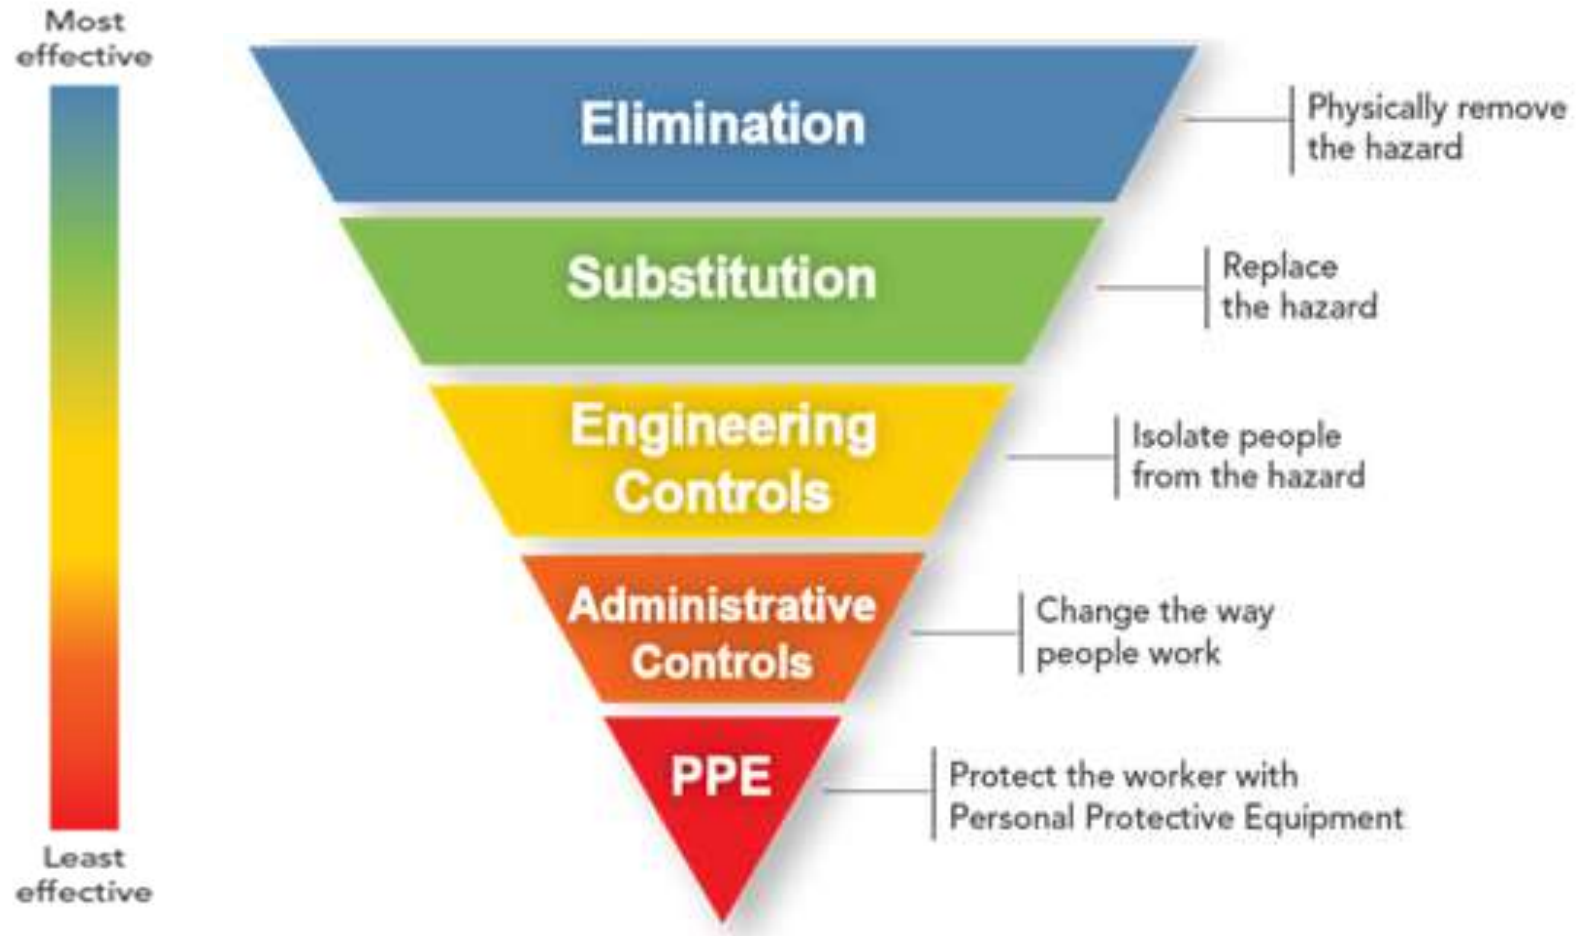 Most
effective
Elimination
Physically remove
the hazard
Substitution
Replace
the hazard
Engineering
Controls
Isolate people
from the hazard
Administrative
Controls
Change the way
people work
PPE
Protect the worker with
Personal Protective Equipment
Least
effective